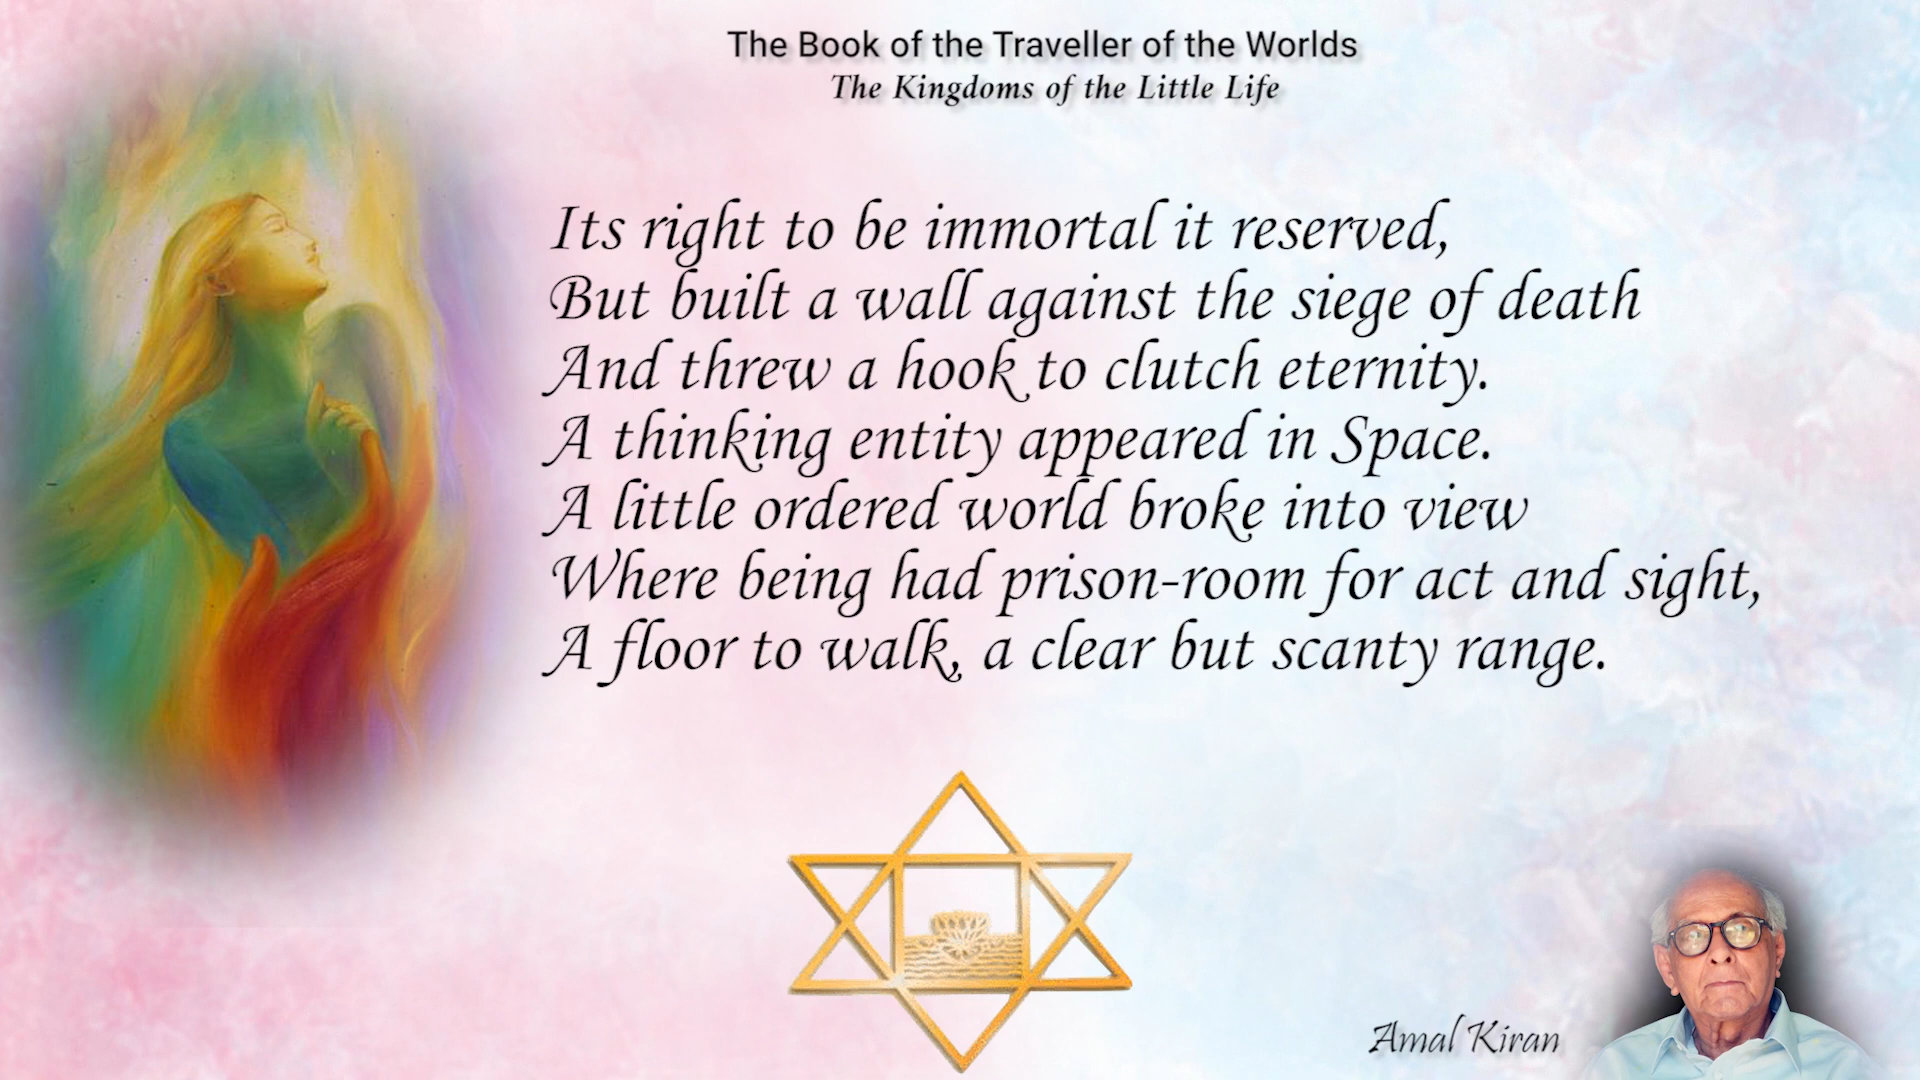 The Book of the Traveller of the Worlds
The Kingdoms of the Little Life
Its right to be immortal it reserved,
But built a wall against the siege of death
And threw a hook to clutch eternity.
A thinking entity appeared in Space.
A little ordered world broke into view
Where being had prison-room for act and sight,
A floor to walk, a clear but scanty range.
Amal Kiran